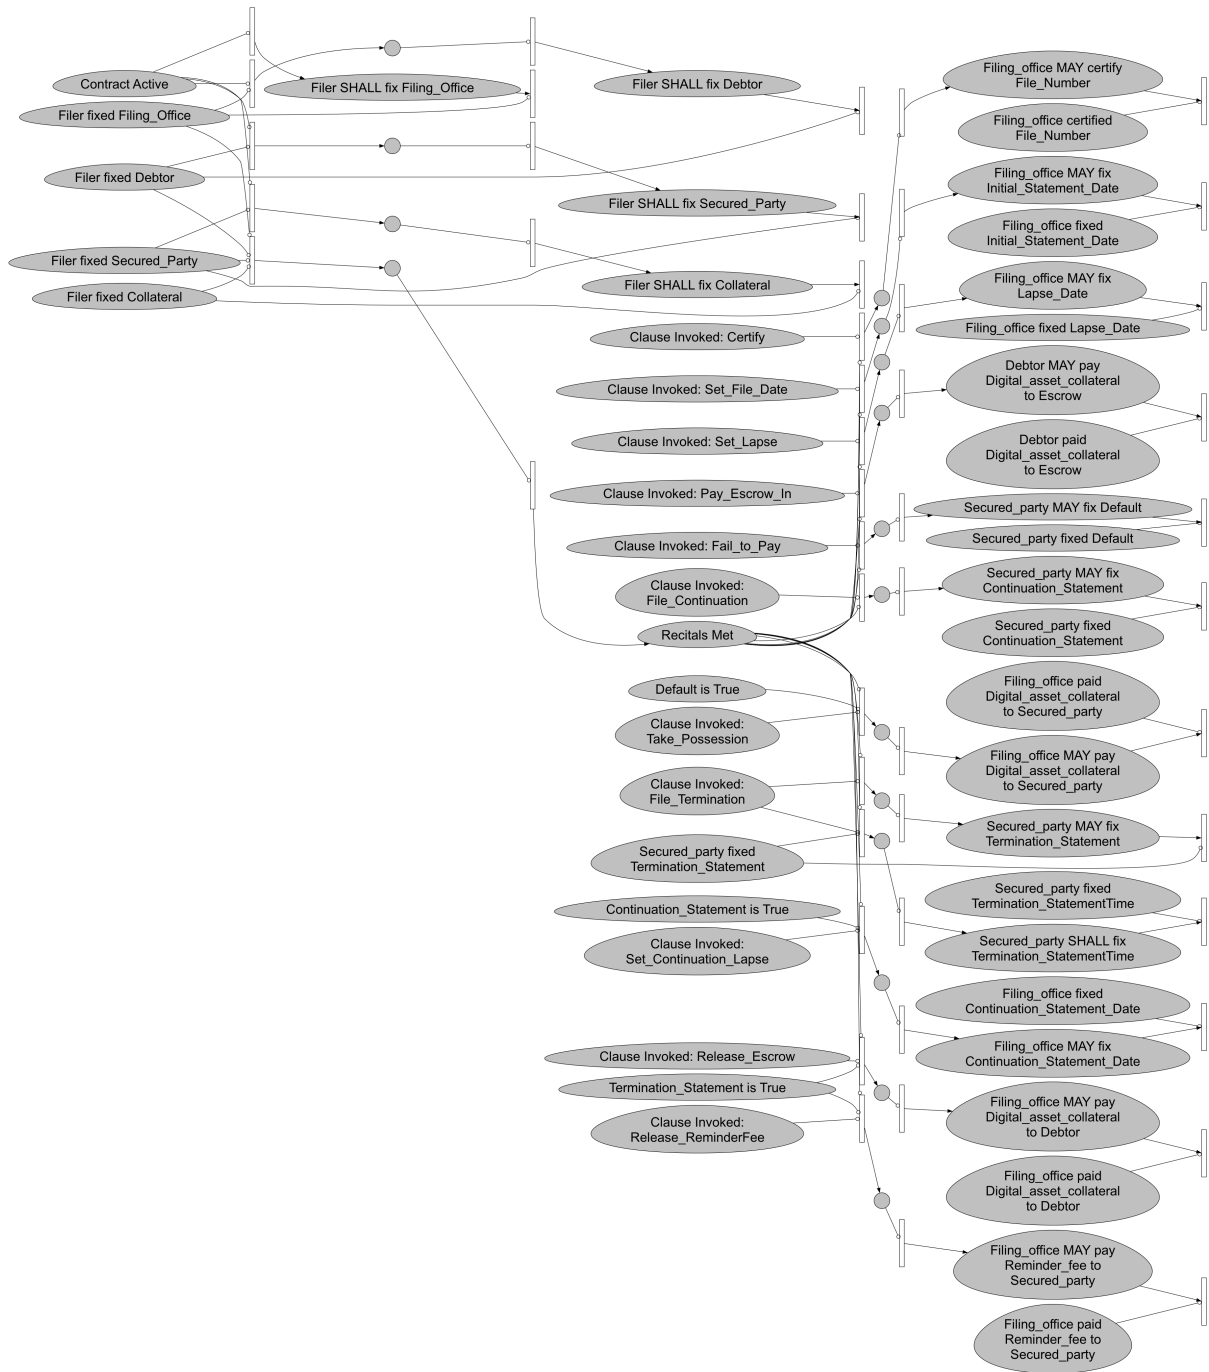 Contract Active
Filer fixed Filing_Office
Filer fixed Debtor
Filer fixed Secured_Party
Filer fixed Collateral
Filer SHALL fix Filing_Office
Filer SHALL fix Debtor
Filer SHALL fix Secured_Party
Filer SHALL fix Collateral
Clause Invoked: Certify
Clause Invoked: Set_File_Date
Clause Invoked: Set_Lapse
Clause Invoked: Pay_Escrow_In
Clause Invoked: Fail_to_Pay
Clause Invoked:
File_Continuation
Recitals Met
Default is True
Clause Invoked:
Take_Possession
Clause Invoked:
File_Termination
Secured_party fixed
Termination_Statement
Continuation_Statement is True
Clause Invoked:
Set_Continuation_Lapse
Clause Invoked: Release_Escrow
Termination_Statement is True
Clause Invoked:
Release_ReminderFee
Filing_office MAY certify
File_Number
Filing_office certified
File_Number
Filing_office MAY fix
Initial_Statement_Date
Filing_office fixed
Initial_Statement_Date
Filing_office MAY fix
Lapse_Date
Filing_office fixed Lapse_Date
Debtor MAY pay
Digital_asset_collateral
to Escrow
Debtor paid
Digital_asset_collateral
to Escrow
Secured_party MAY fix Default
Secured_party fixed Default
Secured_party MAY fix
Continuation_Statement
Secured_party fixed
Continuation_Statement
Filing_office paid
Digital_asset_collateral
to Secured_party
Filing_office MAY pay
Digital_asset_collateral
to Secured_party
Secured_party MAY fix
Termination_Statement
Secured_party fixed
Termination_StatementTime
Secured_party SHALL fix
Termination_StatementTime
Filing_office fixed
Continuation_Statement_Date
Filing_office MAY fix
Continuation_Statement_Date
Filing_office MAY pay
Digital_asset_collateral
to Debtor
Filing_office paid
Digital_asset_collateral
to Debtor
Filing_office MAY pay
Reminder_fee to
Secured_party
Filing_office paid
Reminder_fee to
Secured_party